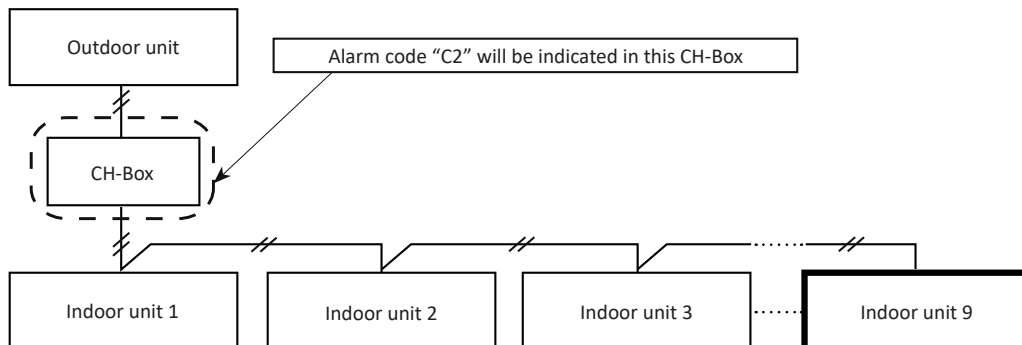 Outdoor unit
Alarm code “C2” will be indicated in this CH-Box
CH-Box
Indoor unit 1
Indoor unit 2
Indoor unit 3
Indoor unit 9